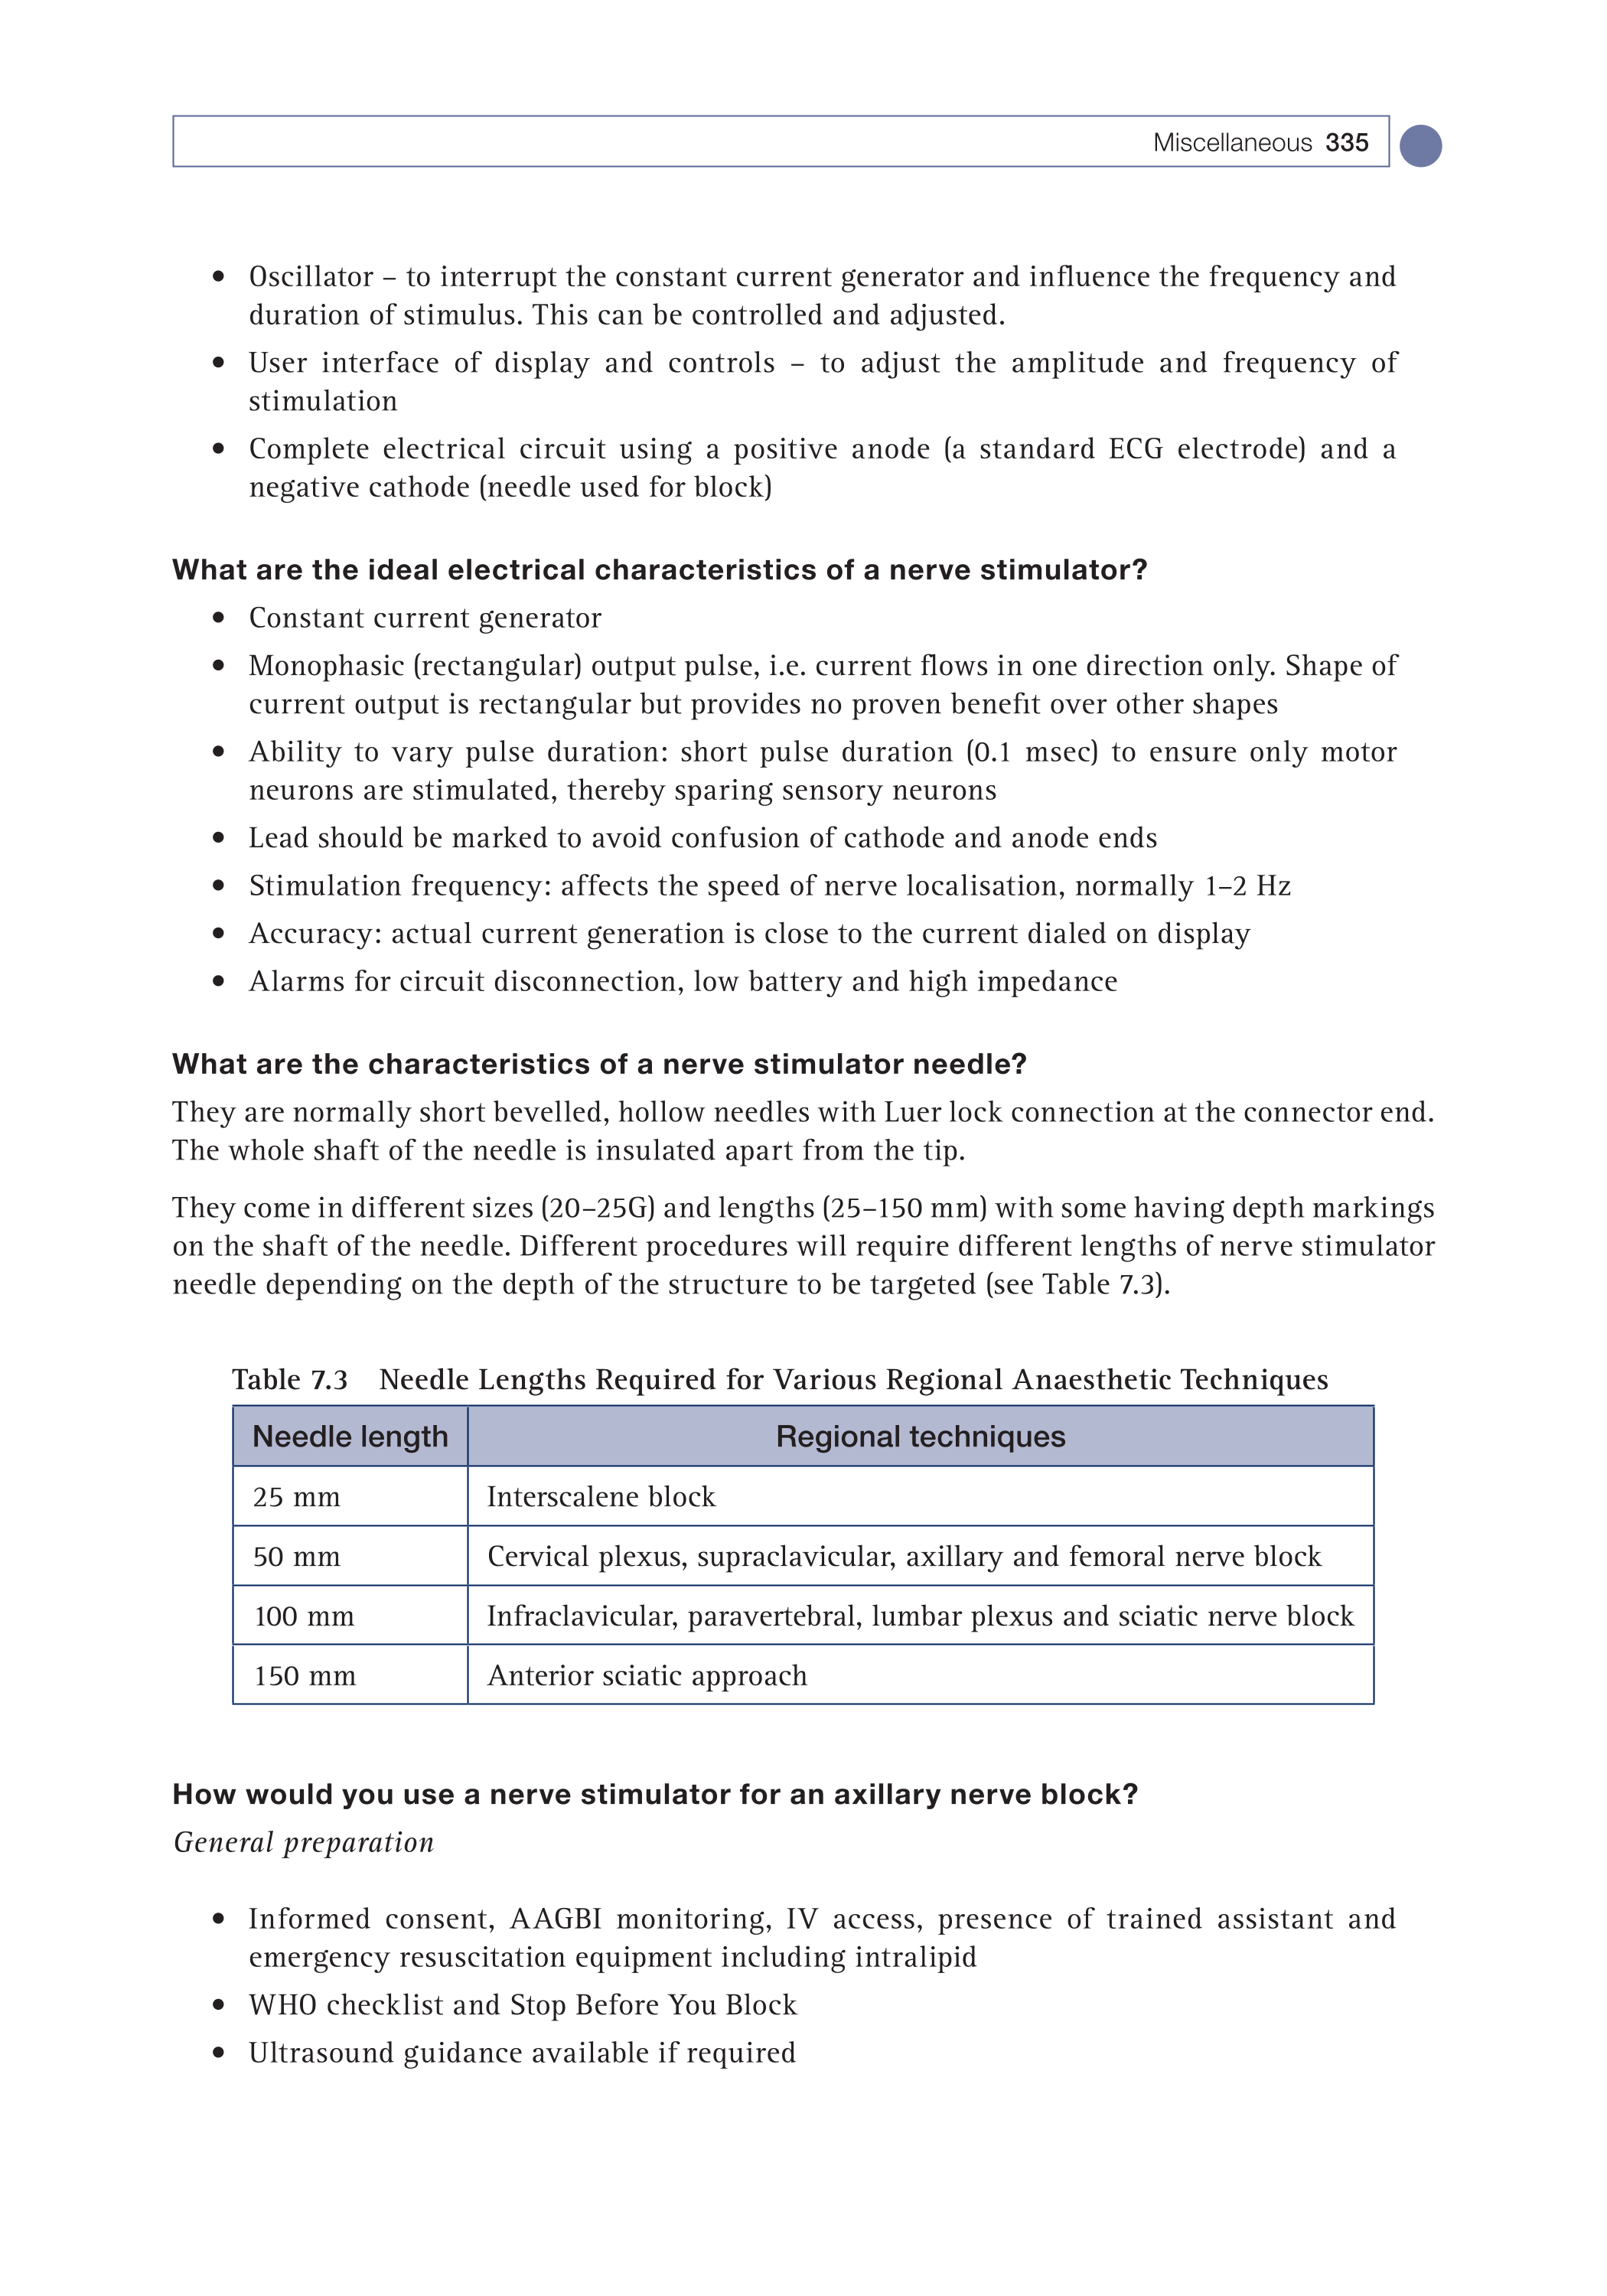 Miscellaneous 335
• Oscillator – to interrupt the constant current generator and influence the frequency and
duration of stimulus. This can be controlled and adjusted.
• User interface of display and controls – to adjust the amplitude and frequency of
stimulation
• Complete electrical circuit using a positive anode (a standard ECG electrode) and a
negative cathode (needle used for block)
What are the ideal electrical characteristics of a nerve stimulator?
• Constant current generator
• Monophasic (rectangular) output pulse, i.e. current flows in one direction only. Shape of
current output is rectangular but provides no proven benefit over other shapes
• Ability to vary pulse duration: short pulse duration (0.1 msec) to ensure only motor
neurons are stimulated, thereby sparing sensory neurons
• Lead should be marked to avoid confusion of cathode and anode ends
• Stimulation frequency: affects the speed of nerve localisation, normally 1–2 Hz
• Accuracy: actual current generation is close to the current dialed on display
• Alarms for circuit disconnection, low battery and high impedance
What are the characteristics of a nerve stimulator needle?
They are normally short bevelled, hollow needles with Luer lock connection at the connector end.
The whole shaft of the needle is insulated apart from the tip.
They come in different sizes (20–25G) and lengths (25–150 mm) with some having depth markings
on the shaft of the needle. Different procedures will require different lengths of nerve stimulator
needle depending on the depth of the structure to be targeted (see Table 7.3).
Table 7.3 Needle Lengths Required for Various Regional Anaesthetic Techniques
Needle length Regional techniques
25 mm Interscalene block
50 mm Cervical plexus, supraclavicular, axillary and femoral nerve block
100 mm Infraclavicular, paravertebral, lumbar plexus and sciatic nerve block
150 mm Anterior sciatic approach
How would you use a nerve stimulator for an axillary nerve block?
General preparation
• Informed consent, AAGBI monitoring, IV access, presence of trained assistant and
emergency resuscitation equipment including intralipid
• WHO checklist and Stop Before You Block
• Ultrasound guidance available if required